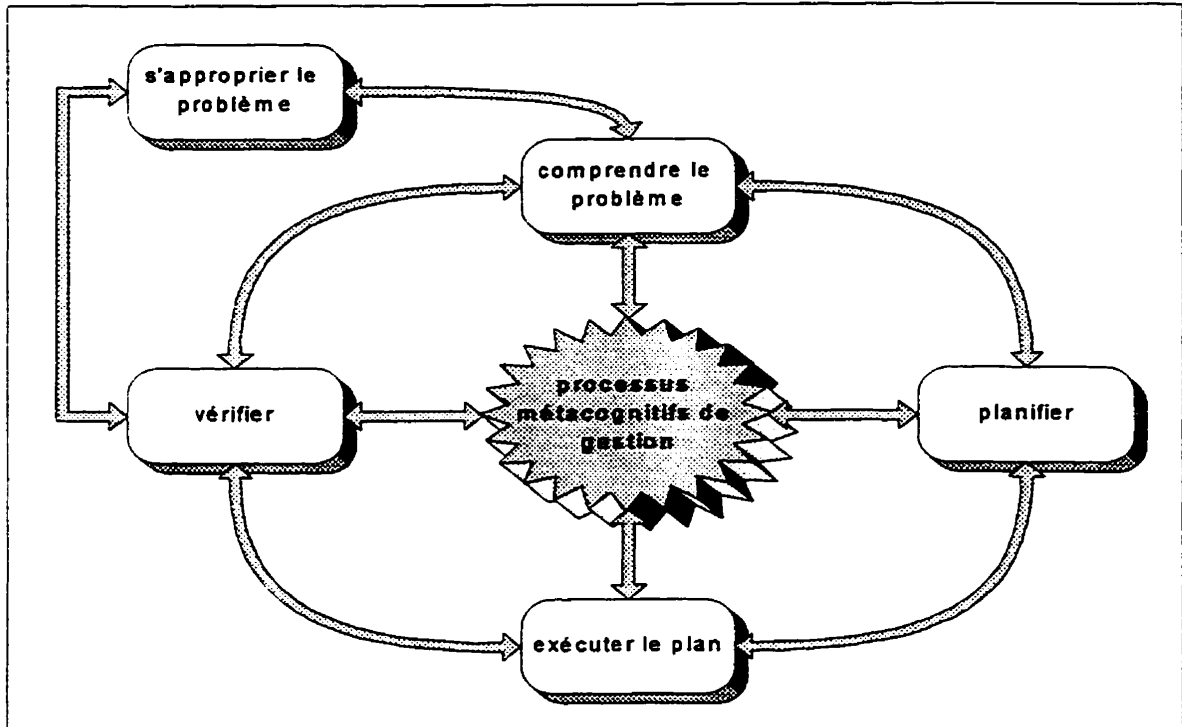 s'approprier le
problème
comprendre le
problème
processus
métacognitifs de
gestion
vérifier
planifier
exécuter le plan